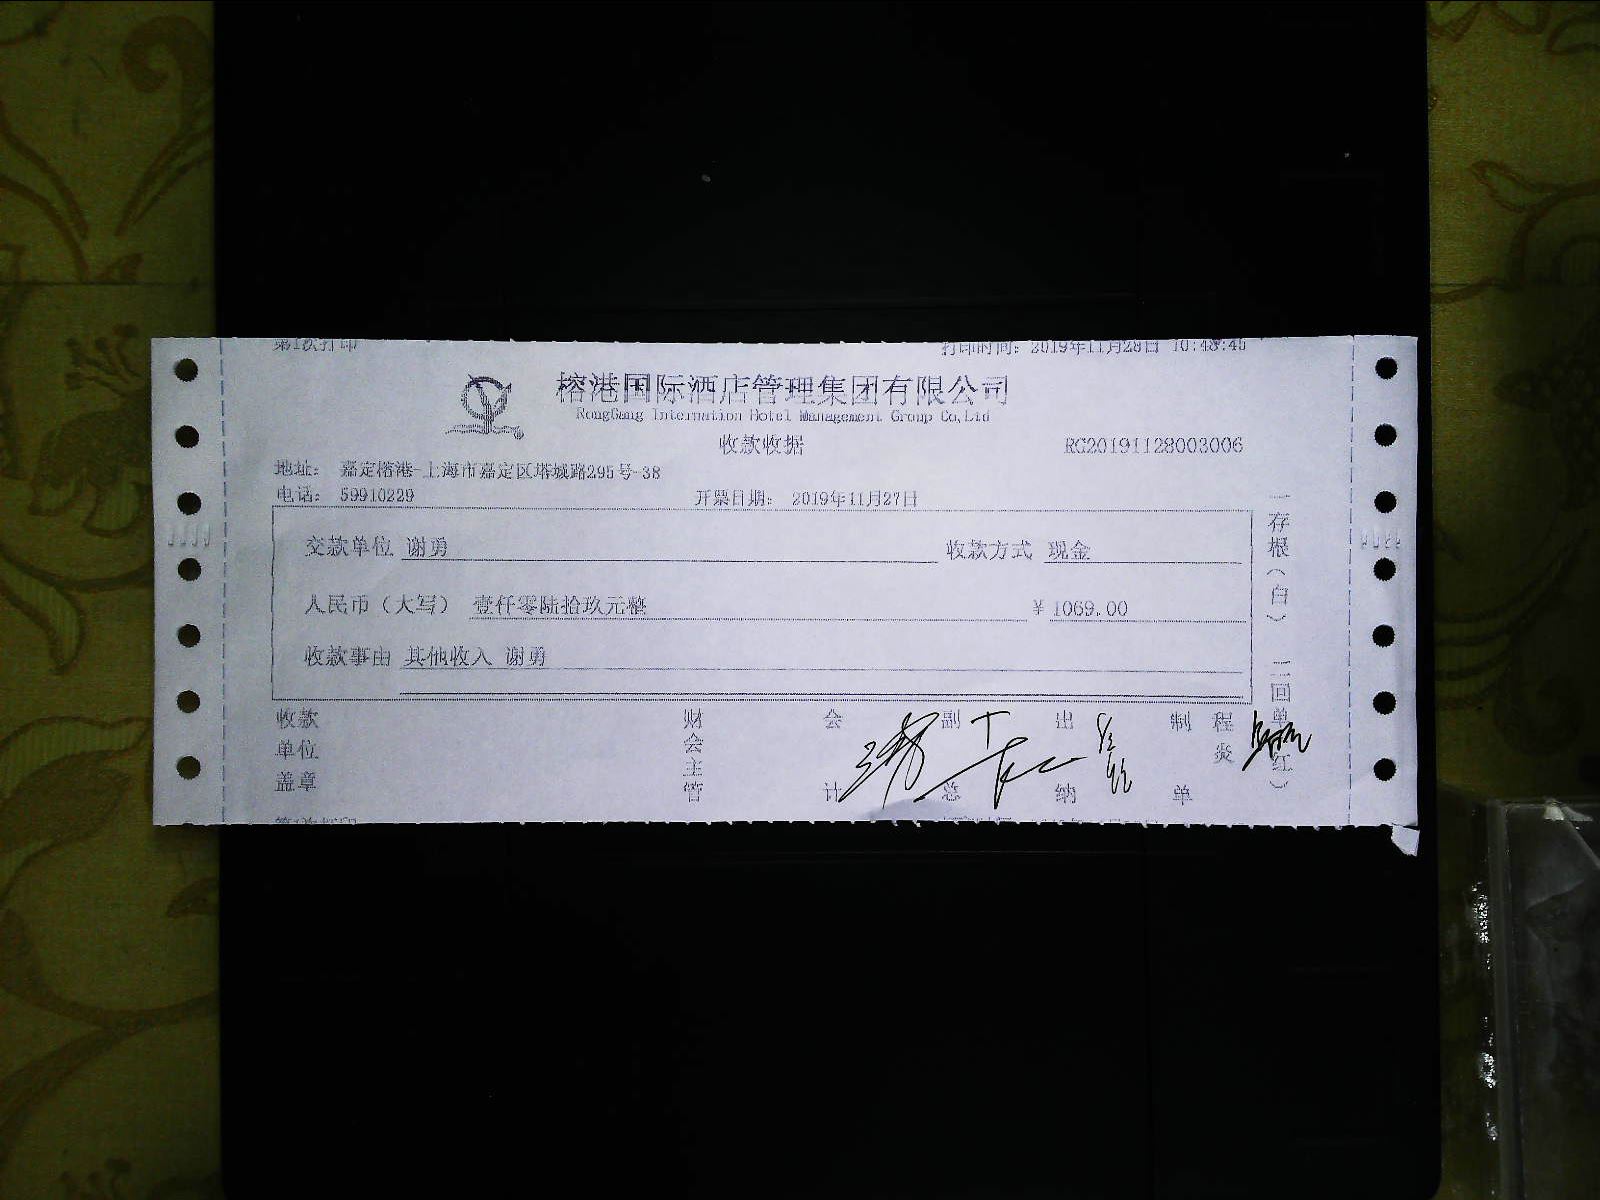 第1次打印 打印时间：2019年11月28日 10:48:45
榕港国际酒店管理集团有限公司
RongGang Internation Hotel Management Group Co,Ltd
收款收据 RG20191128003006
地址： 嘉定榕港-上海市嘉定区塔城路295号-38
电话： 59910229 开票日期： 2019年11月27日
交款单位 谢勇 收款方式 现金
人民币（大写） 壹仟零陆拾玖元整 ¥ 1069.00
收款事由 其他收入 谢勇
收款单位盖章 财会主管 会计 副总 出纳 制单 程焱
一存根（白） 二回单（红）